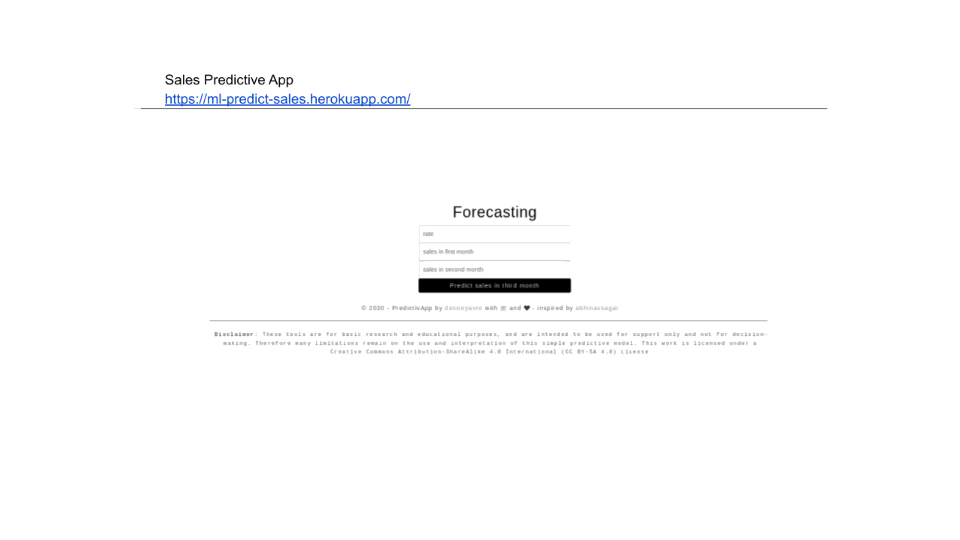 Sales Predictive App
https://ml-predict-sales.herokuapp.com/
Forecasting
rate
sales in first month
sales in second month
Predict sales in third month
© 2020 - PredictivApp by with and ❤ - inspired by abhinavsagar
Disclaimer: These tools are for basic research and educational purposes, and are intended to be used for support only and not for decision-
making. Therefore many limitations remain on the use and interpretation of this simple predictive model. This work is licensed under a
Creative Commons Attribution-ShareAlike 4.0 International (CC BY-SA 4.0) License